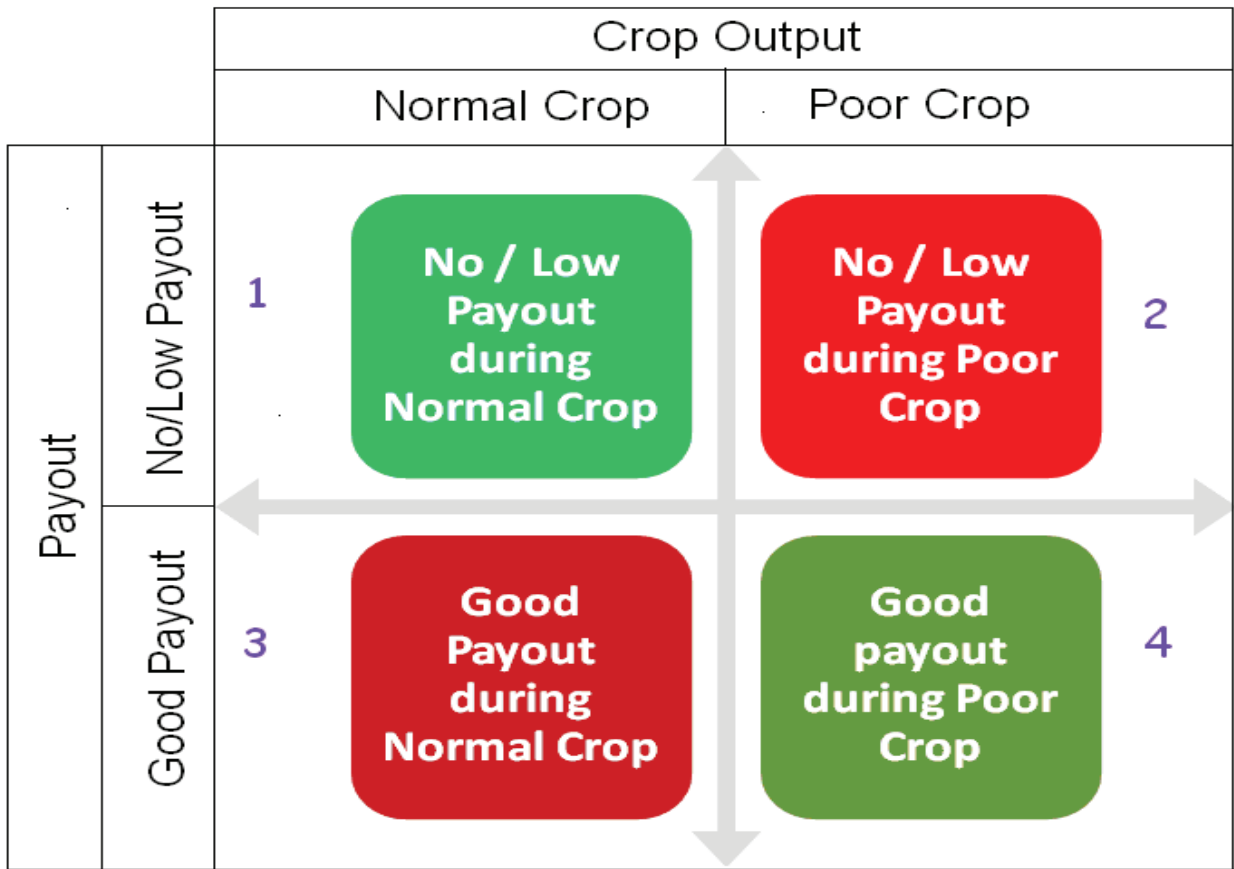 Crop Output
Normal Crop
Poor Crop
Payout
No/Low Payout
1
No / Low
Payout
during
Normal Crop
No / Low
Payout
during Poor
Crop
2
Good Payout
3
Good
Payout
during
Normal Crop
Good
payout
during Poor
Crop
4